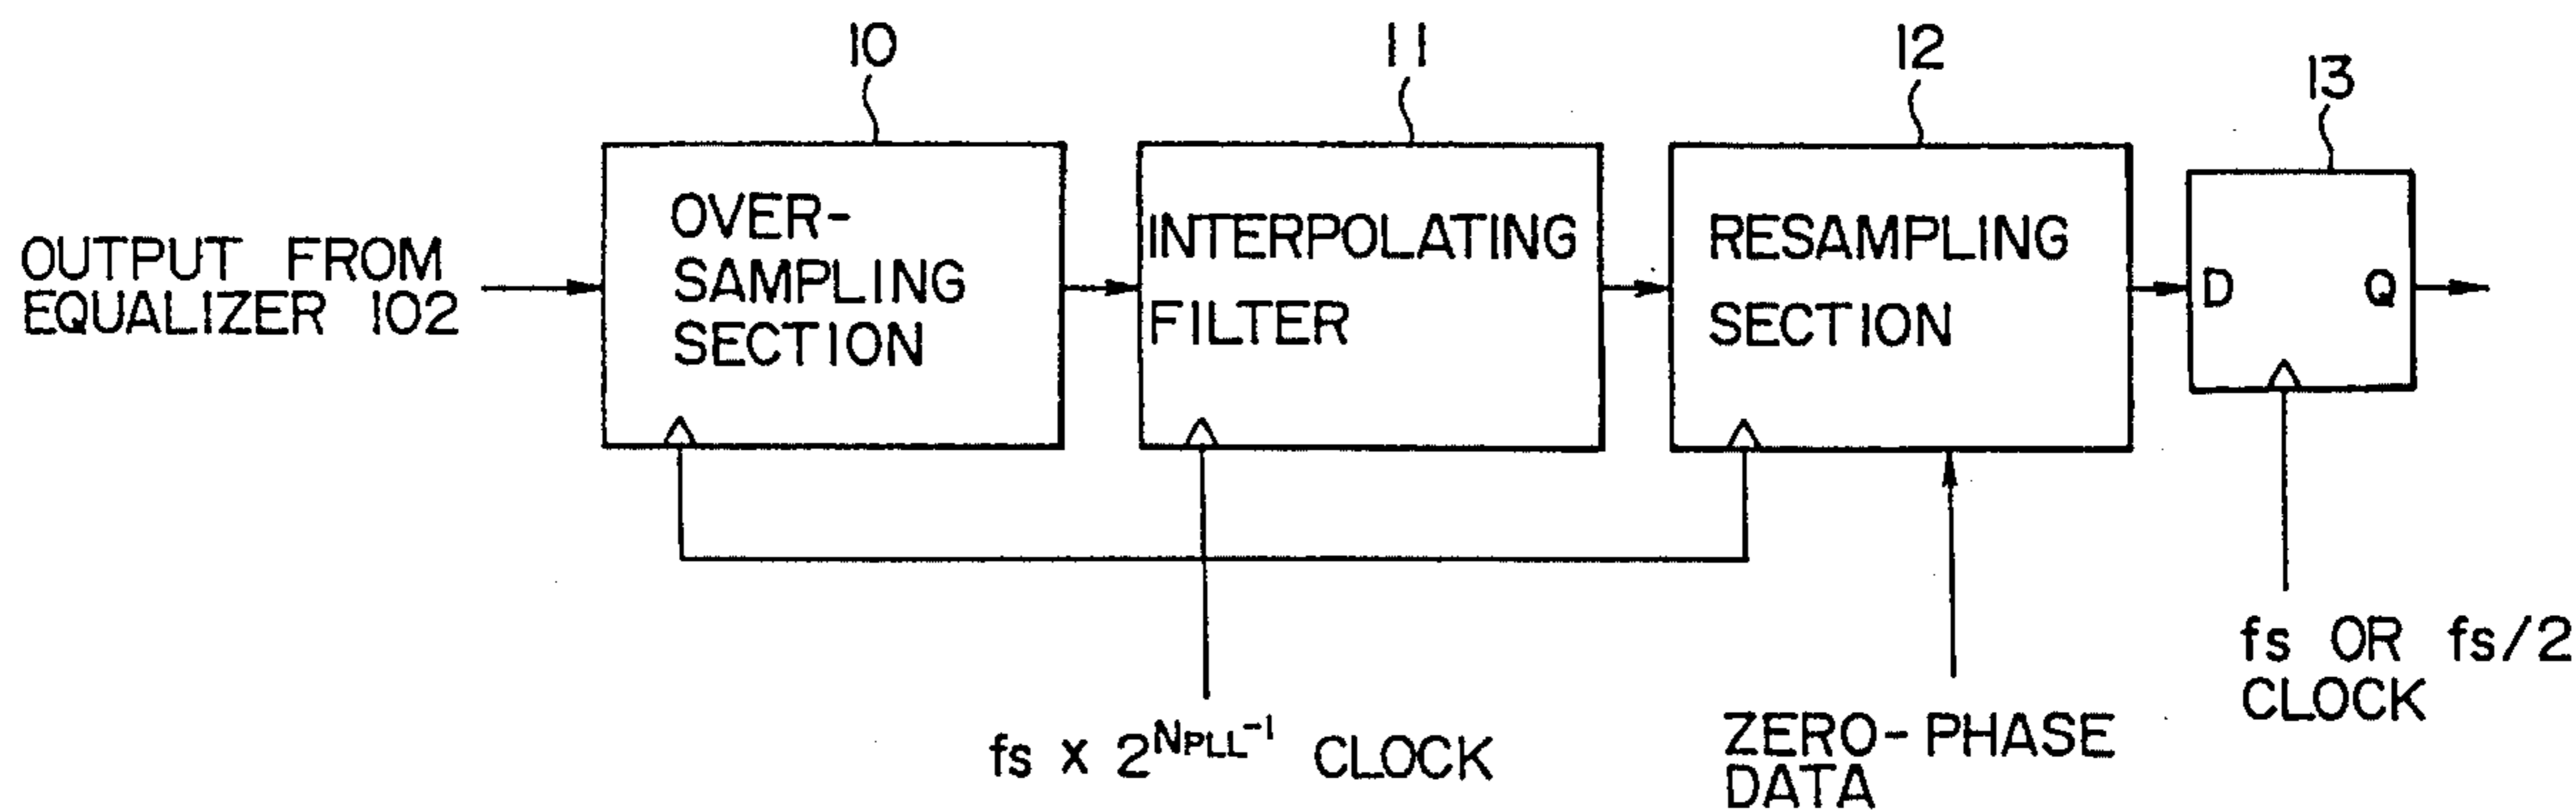 10
11
12
13
OUTPUT FROM
EQUALIZER 102
OVER-
SAMPLING
SECTION
INTERPOLATING
FILTER
RESAMPLING
SECTION
D Q
fs x 2^NPLL-1 CLOCK
ZERO-PHASE
DATA
fs OR fs/2
CLOCK